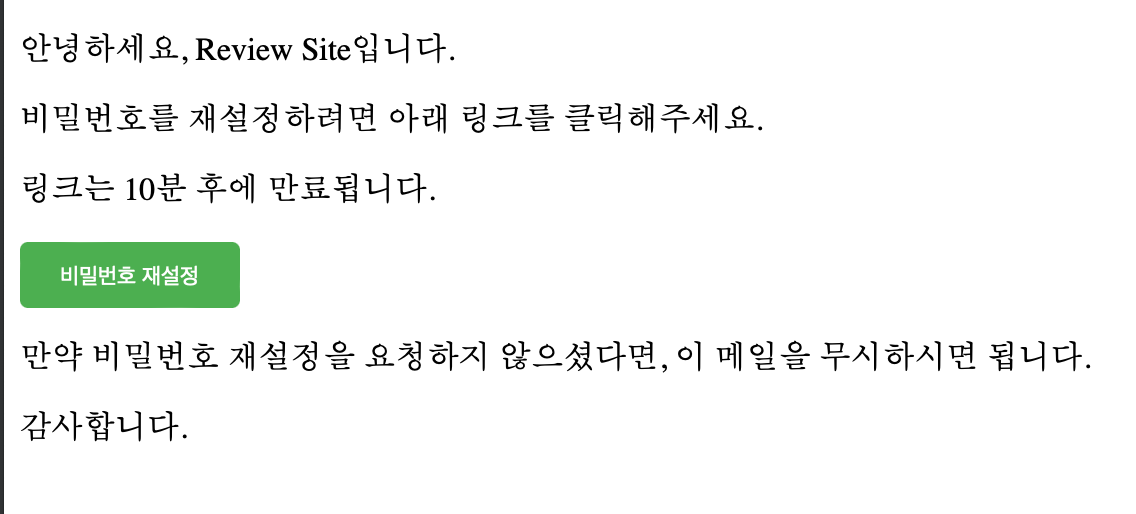 안녕하세요, Review Site입니다.
비밀번호를 재설정하려면 아래 링크를 클릭해주세요.
링크는 10분 후에 만료됩니다.
비밀번호 재설정
만약 비밀번호 재설정을 요청하지 않으셨다면, 이 메일을 무시하시면 됩니다.
감사합니다.